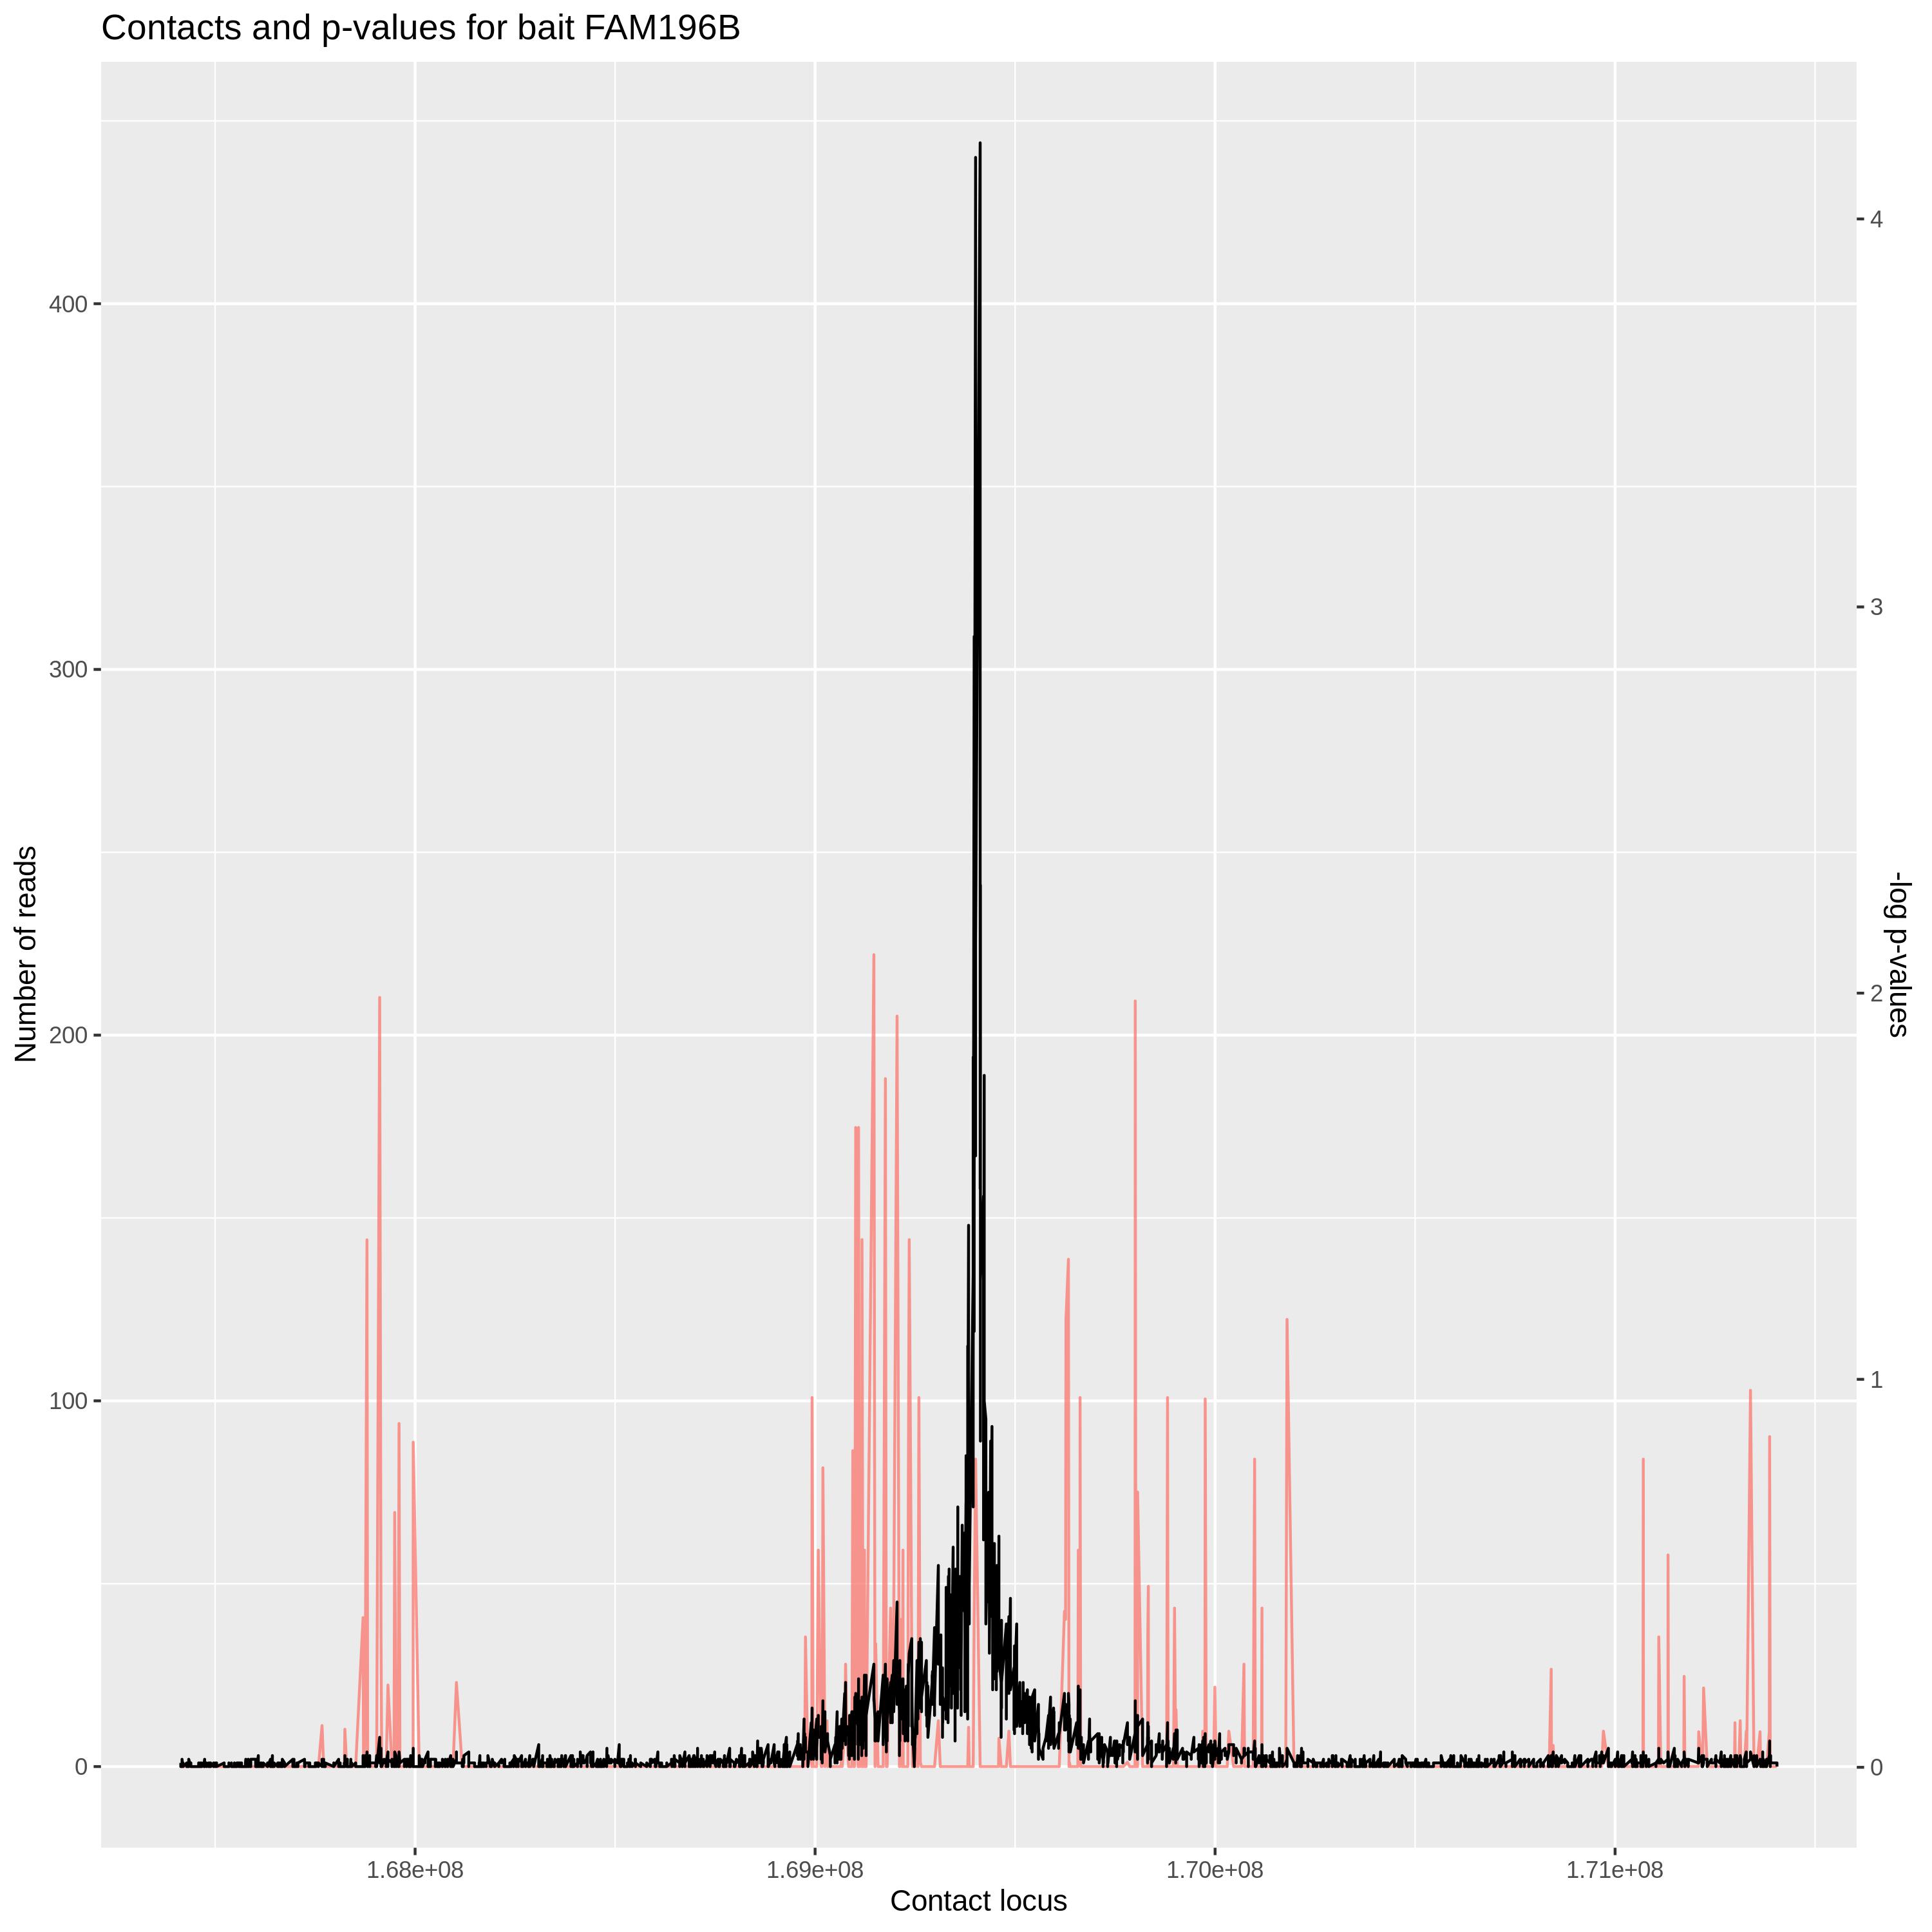 Contacts and p-values for bait FAM196B
Number of reads
400
300
200
100
0
4
3
2
1
0
-log p-values
1.68e+08
1.69e+08
1.70e+08
1.71e+08
Contact locus